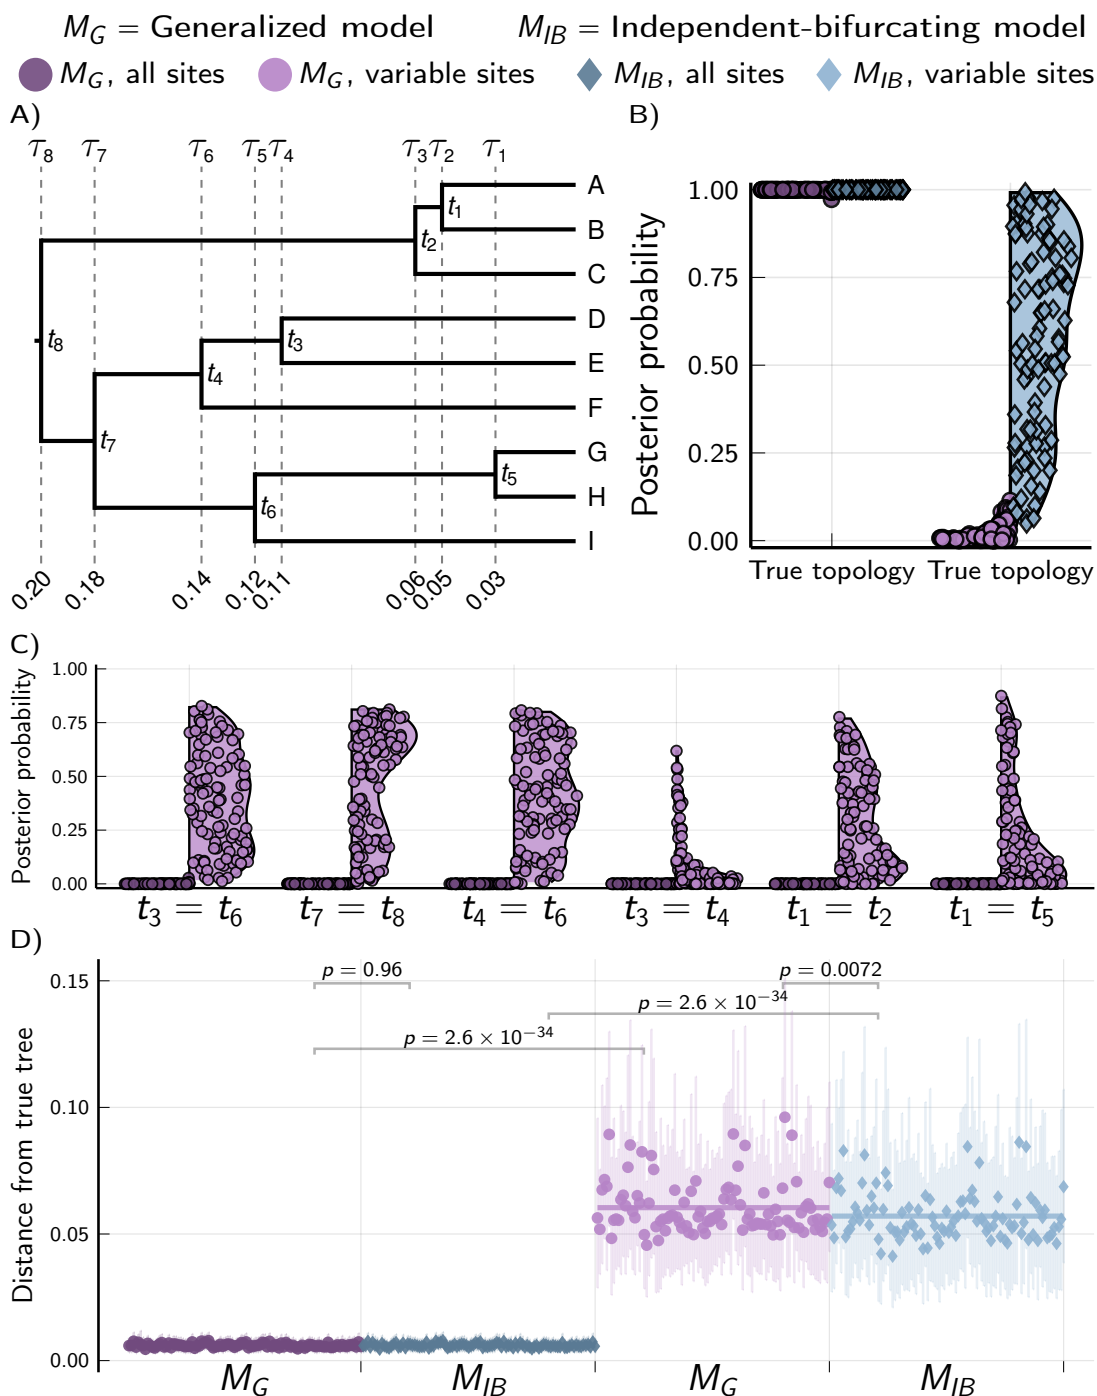 M_G = Generalized model M_IB = Independent-bifurcating model
M_G, all sites M_G, variable sites M_IB, all sites M_IB, variable sites
A)
τ8 τ7 τ6 τ5 τ4 τ3 τ2 τ1
A
t1
B
t2
C
D
t8
t3
E
t4
F
t7
G
t5
H
t6
I
0.20 0.18 0.14 0.12 0.11 0.06 0.05 0.03
B)
Posterior probability
1.00
0.75
0.50
0.25
0.00
True topology True topology
C)
Posterior probability
1.00
0.75
0.50
0.25
0.00
t3 = t6 t7 = t8 t4 = t6 t3 = t4 t1 = t2 t1 = t5
D)
Distance from true tree
0.15
0.10
0.05
0.00
p = 0.96 p = 0.0072
p = 2.6 × 10−34
p = 2.6 × 10−34
M_G M_IB M_G M_IB